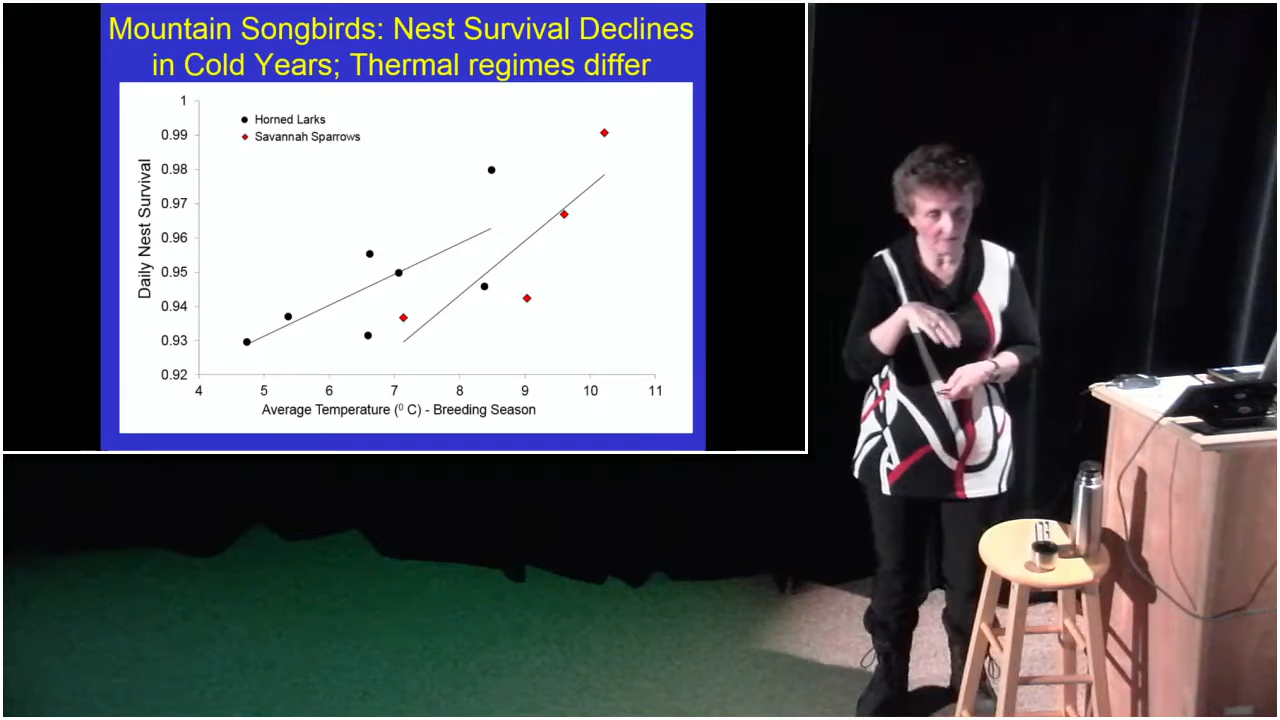 Mountain Songbirds: Nest Survival Declines
in Cold Years; Thermal regimes differ
1
0.99
0.98
0.97
0.96
0.95
0.94
0.93
0.92
Daily Nest Survival
Horned Larks
Savannah Sparrows
4 5 6 7 8 9 10 11
Average Temperature (⁰ C) - Breeding Season